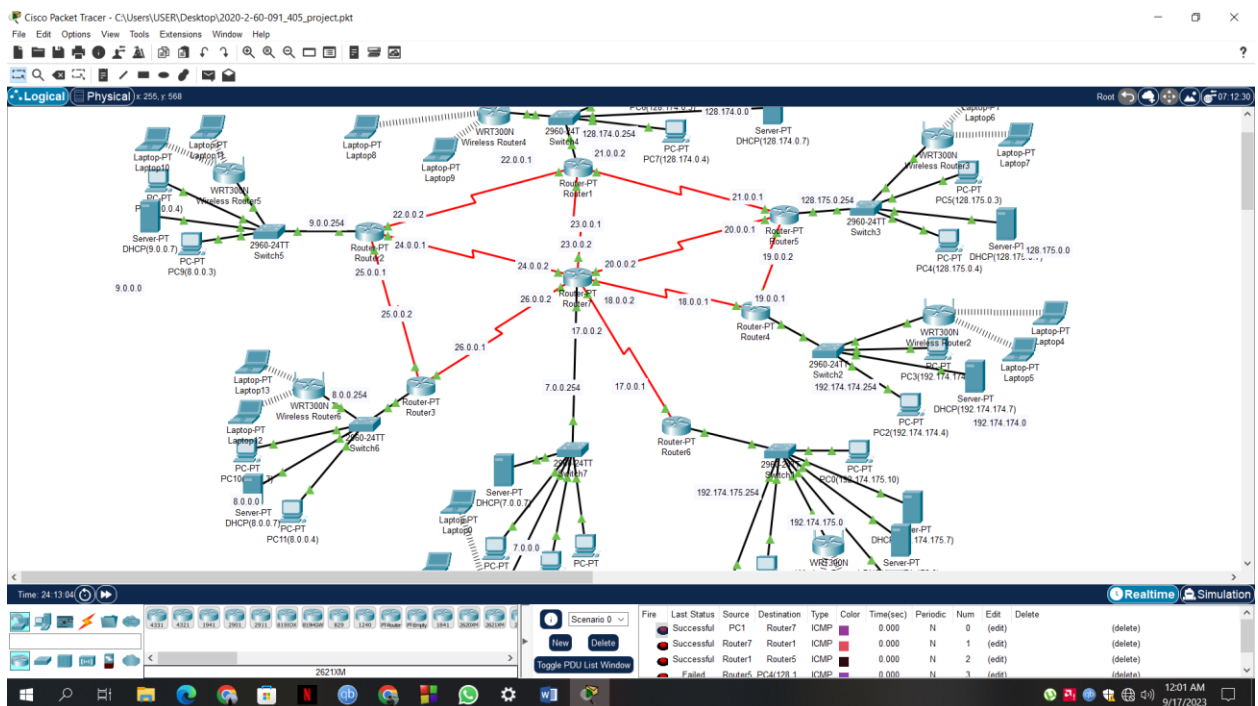 Cisco Packet Tracer - C:\Users\USER\Desktop\2020-2-60-091_405_project.pkt
File Edit Options View Tools Extensions Window Help
?
Logical Physical x: 255, y: 568
Root 07:12:30
Laptop-PT
Laptop10
Laptop-PT
WRT300N
Wireless Router5
PC-PT
0.0.4)
Server-PT
DHCP(9.0.0.7)
PC-PT
PC9(8.0.0.3)
2960-24TT
Switch5
9.0.0.254
9.0.0.0
Laptop-PT
Laptop8
Laptop-PT
Laptop9
WRT300N
Wireless Router4
2960-24T
Switch4
128.174.0.254
128.174.0.0
PC-PT
PC7(128.174.0.4)
Server-PT
DHCP(128.174.0.7)
22.0.0.1
21.0.0.2
Router-PT
Router1
23.0.0.1
23.0.0.2
22.0.0.2
24.0.0.1
Router-PT
Router2
25.0.0.1
25.0.0.2
24.0.0.2
20.0.0.2
26.0.0.2
18.0.0.2
Router-PT
Router7
17.0.0.2
26.0.0.1
21.0.0.1
128.175.0.254
20.0.0.1
Router-PT
Router5
19.0.0.2
19.0.0.1
18.0.0.1
Router-PT
Router4
Laptop6
WRT300N
Wireless Router3
Laptop-PT
Laptop7
PC-PT
PC5(128.175.0.3)
2960-24TT
Switch3
PC-PT
PC4(128.175.0.4)
Server-PT
128.175.0.0
WRT300N
Wireless Router2
Laptop-PT
Laptop4
Laptop-PT
Laptop5
2960-24TT
Switch2
192.174.174.254
PC-PT
PC3(192.174.174
Server-PT
DHCP(192.174.174.7)
PC-PT
PC2(192.174.174.4)
192.174.174.0
Laptop-PT
Laptop13
WRT300N
Wireless Router6
8.0.0.254
Router-PT
Router3
Laptop-PT
Laptop12
2960-24TT
Switch6
PC-PT
8.0.0.0
Server-PT
DHCP(8.0.0.7)
PC-PT
PC11(8.0.0.4)
7.0.0.254
Switch7
Server-PT
DHCP(7.0.0.7)
Laptop-PT
Laptop0
7.0.0.0
PC-PT
PC-PT
17.0.0.1
Router-PT
Router6
192.174.175.254
192.174.175.0
PC-PT
PC0(192.174.175.10)
174.175.7)
WRT300N
Server-PT
Time: 24:13:04
Realtime Simulation
4331 4321 1941 2901 2911 819IOX 819HGW 829 1240 PT-Router PT-Empty 1841 2620XM 2621XM
2621XM
Scenario 0
New Delete
Toggle PDU List Window
Fire Last Status Source Destination Type Color Time(sec) Periodic Num Edit Delete
Successful PC1 Router7 ICMP 0.000 N 0 (edit) (delete)
Successful Router7 Router1 ICMP 0.000 N 1 (edit) (delete)
Successful Router1 Router5 ICMP 0.000 N 2 (edit) (delete)
Failed Router5 PC4(128.1 ICMP 0.000 N 3 (edit) (delete)
12:01 AM
9/17/2023